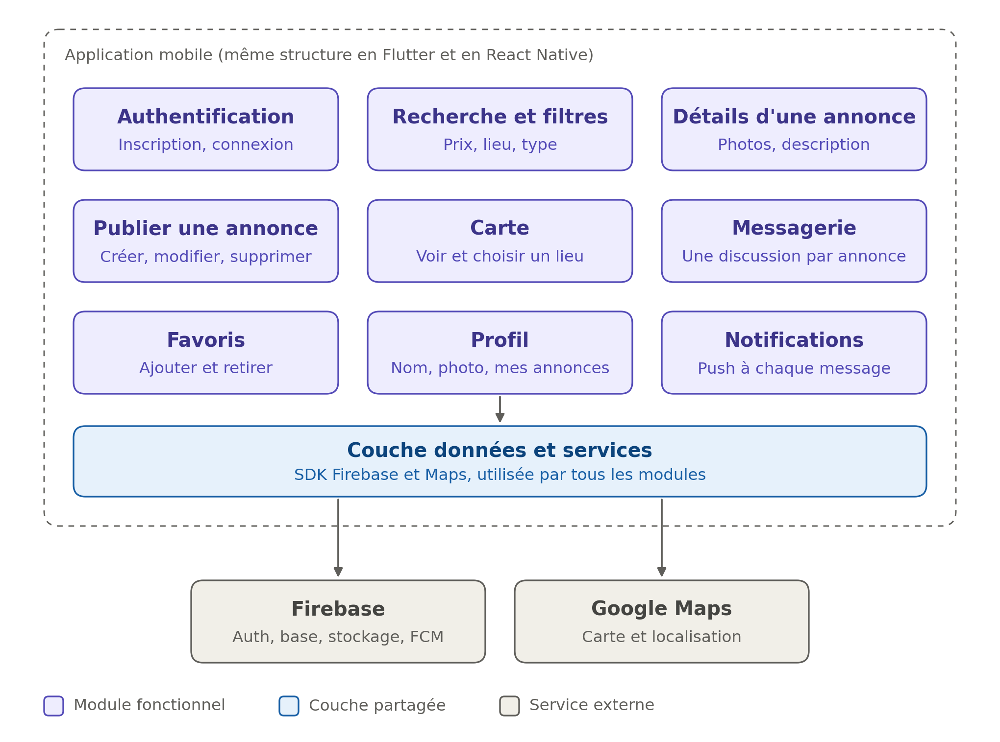 Application mobile (même structure en Flutter et en React Native)
Authentification
Inscription, connexion
Recherche et filtres
Prix, lieu, type
Détails d'une annonce
Photos, description
Publier une annonce
Créer, modifier, supprimer
Carte
Voir et choisir un lieu
Messagerie
Une discussion par annonce
Favoris
Ajouter et retirer
Profil
Nom, photo, mes annonces
Notifications
Push à chaque message
Couche données et services
SDK Firebase et Maps, utilisée par tous les modules
Firebase
Auth, base, stockage, FCM
Google Maps
Carte et localisation
Module fonctionnel
Couche partagée
Service externe